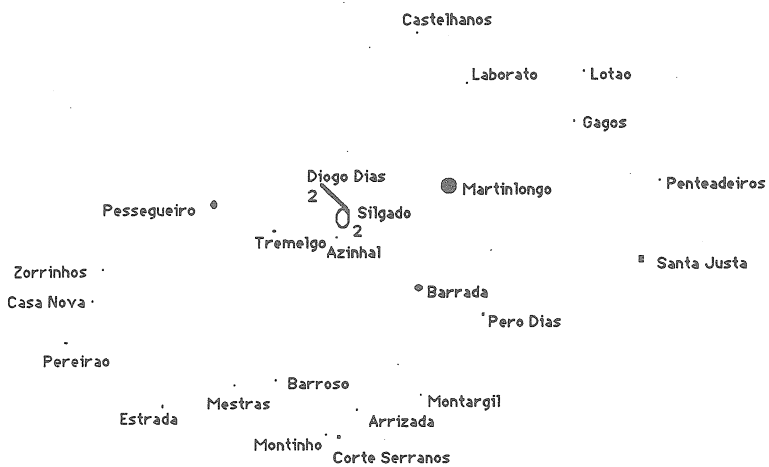 Castelhanos
Laborato
Lotao
Gagos
Diogo Dias
2
Martinlongo
Penteadeiros
Pessegueiro
Silgado
2
Tremelgo
Azinhal
Zorrinhos
Santa Justa
Casa Nova
Barrada
Pero Dias
Pereirao
Barroso
Mestras
Montargil
Estrada
Arrizada
Montinho
Corte Serranos